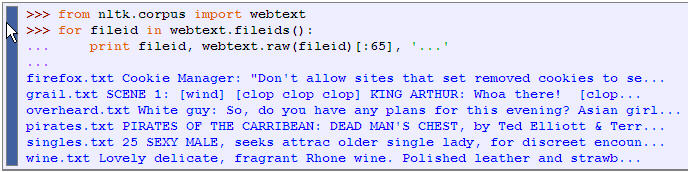 >>> from nltk.corpus import webtext
>>> for fileid in webtext.fileids():
...     print fileid, webtext.raw(fileid)[:65], '...'
...
firefox.txt Cookie Manager: "Don't allow sites that set removed cookies to se...
grail.txt SCENE 1: [wind] [clop clop clop] KING ARTHUR: Whoa there!  [clop...
overheard.txt White guy: So, do you have any plans for this evening? Asian girl...
pirates.txt PIRATES OF THE CARRIBEAN: DEAD MAN'S CHEST, by Ted Elliott & Terr...
singles.txt 25 SEXY MALE, seeks attrac older single lady, for discreet encoun...
wine.txt Lovely delicate, fragrant Rhone wine. Polished leather and strawb...